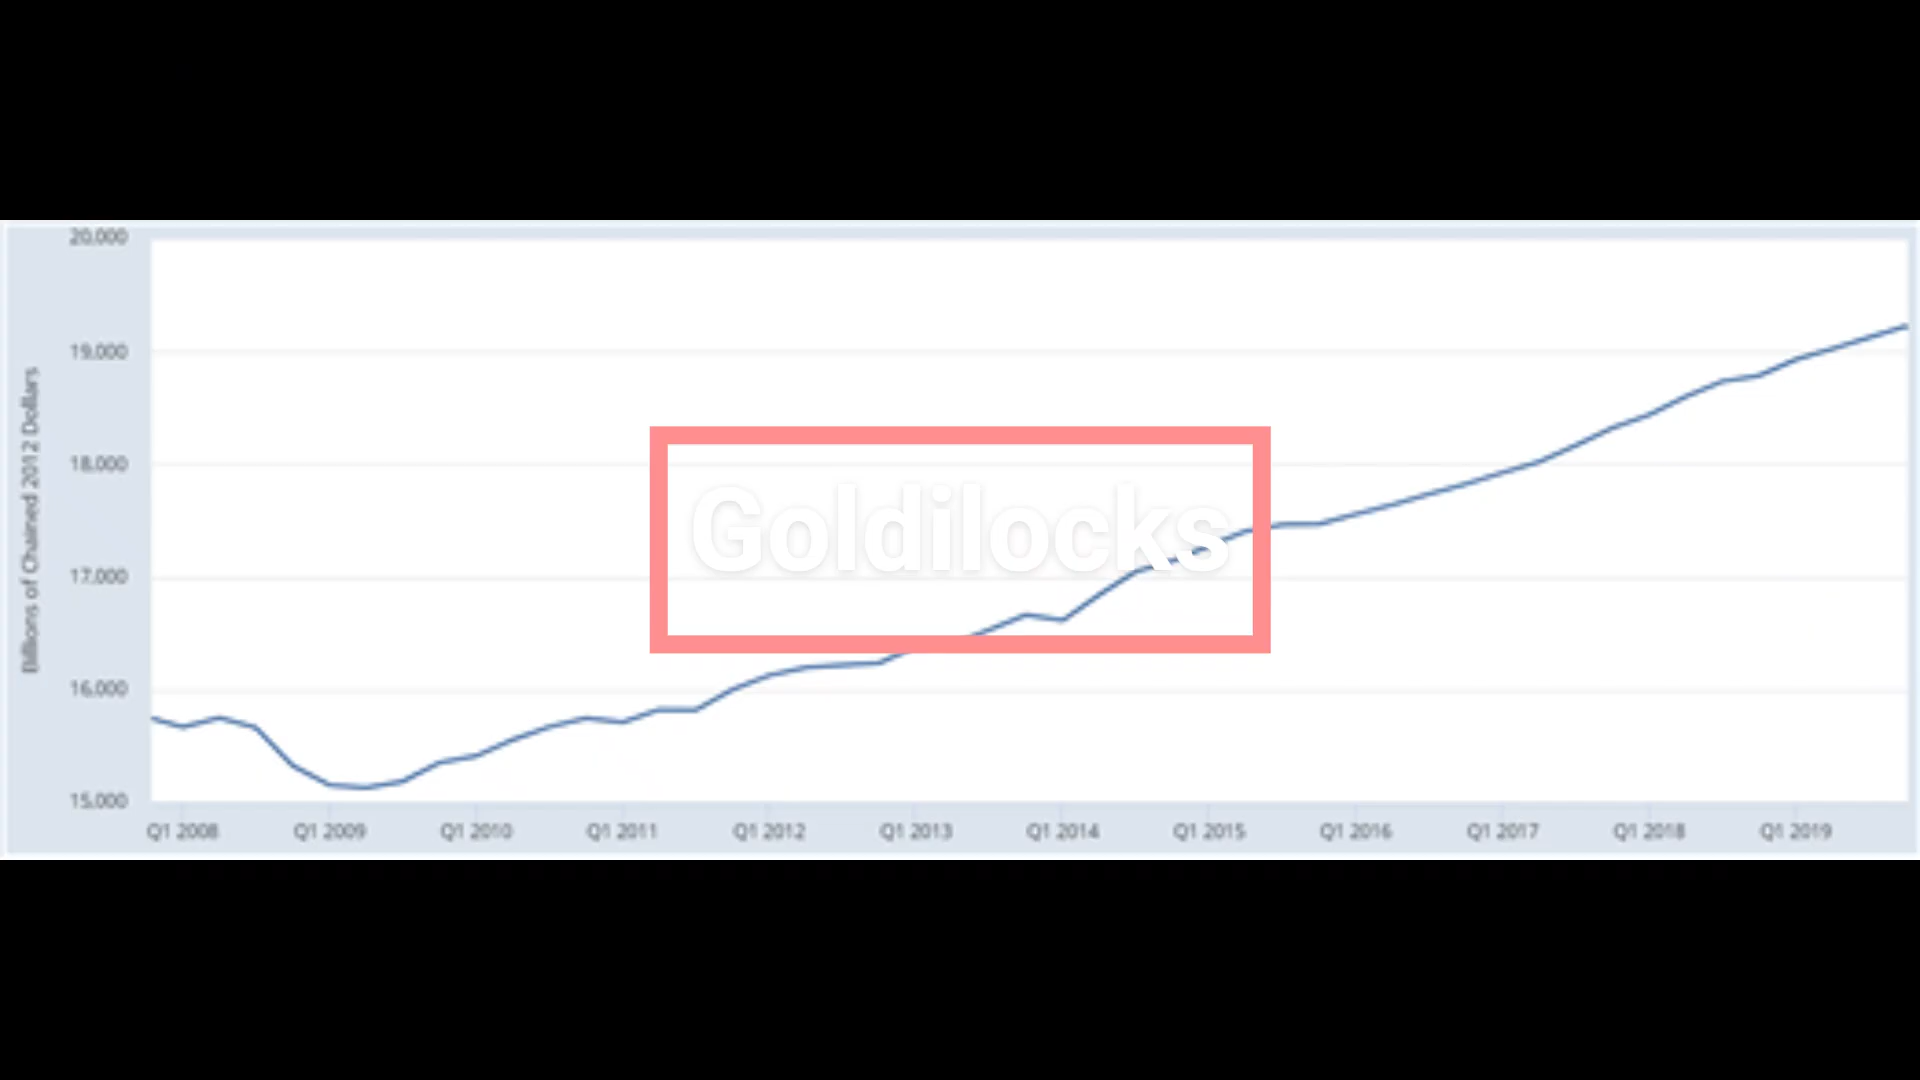 20.000
19.000
18.000
17.000
16.000
15.000
Billions of Chained 2012 Dollars
Goldilocks
Q1 2008 Q1 2009 Q1 2010 Q1 2011 Q1 2012 Q1 2013 Q1 2014 Q1 2015 Q1 2016 Q1 2017 Q1 2018 Q1 2019